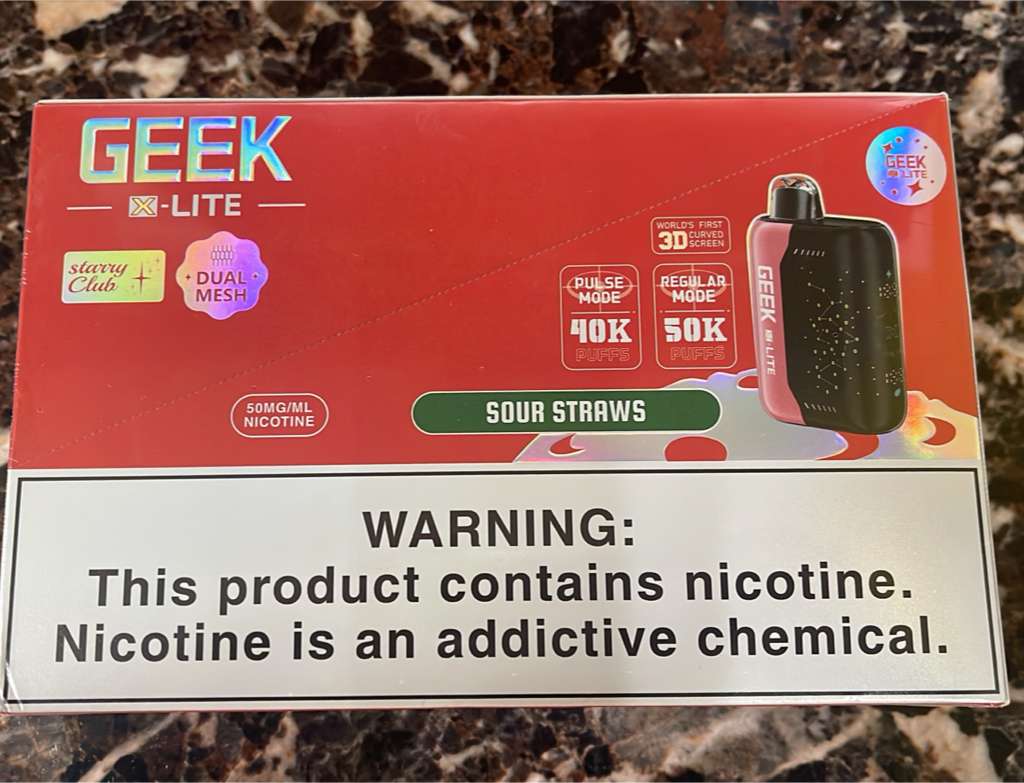 GEEK
X-LITE
starry
Club
DUAL
MESH
GEEK
X-LITE
WORLD'S FIRST
3D CURVED
SCREEN
PULSE
MODE
40K
PUFFS
REGULAR
MODE
50K
PUFFS
GEEK X-LITE
50MG/ML
NICOTINE
SOUR STRAWS
WARNING:
This product contains nicotine.
Nicotine is an addictive chemical.